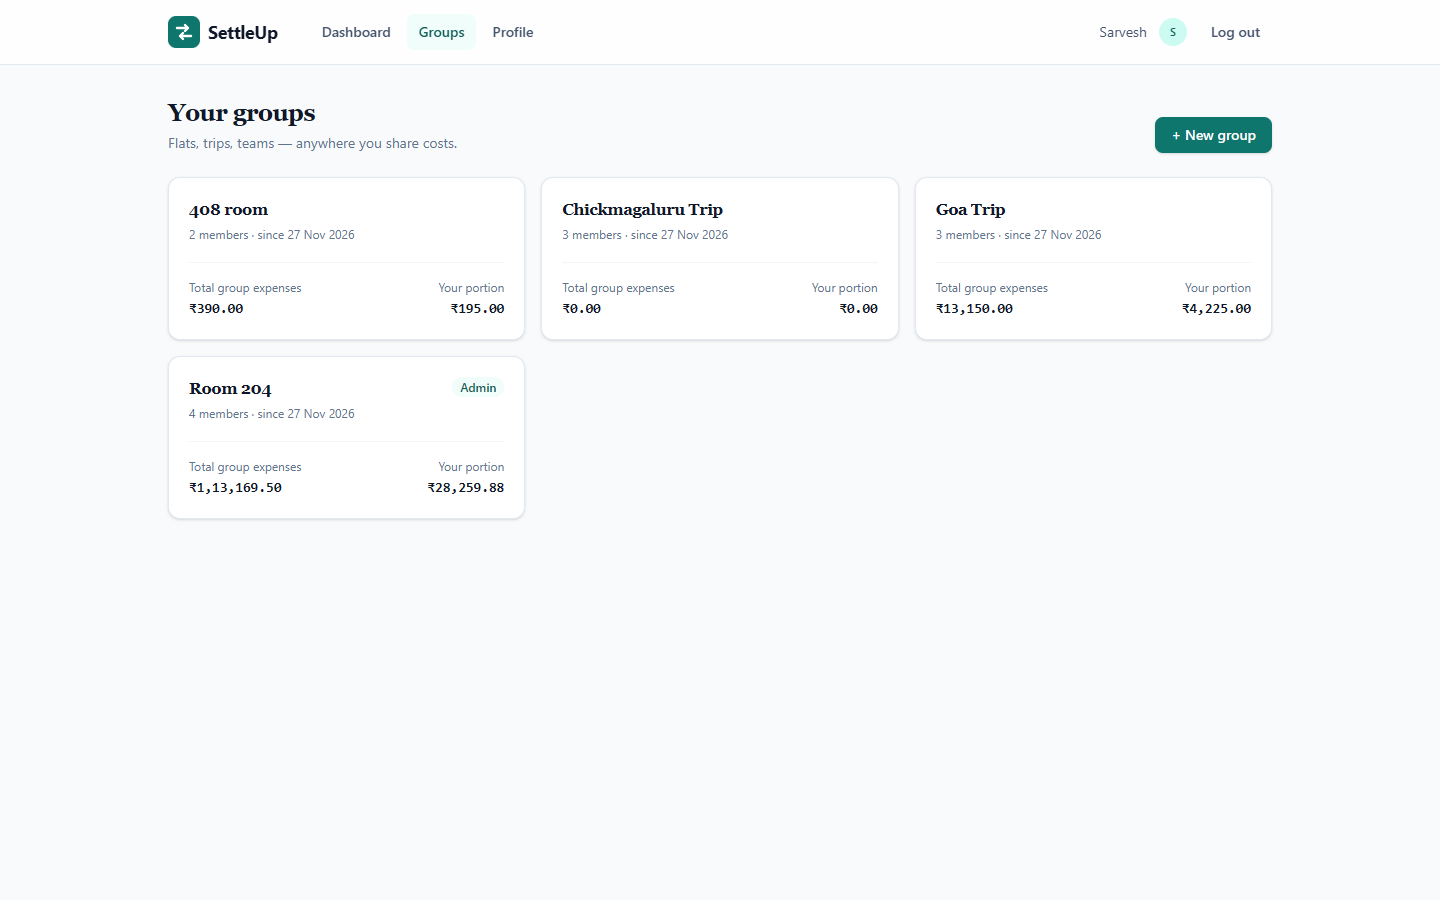 SettleUp
Dashboard
Groups
Profile
Sarvesh
S
Log out
Your groups
Flats, trips, teams — anywhere you share costs.
+ New group
408 room
2 members · since 27 Nov 2026
Total group expenses
Your portion
₹390.00
₹195.00
Chickmagaluru Trip
3 members · since 27 Nov 2026
Total group expenses
Your portion
₹0.00
₹0.00
Goa Trip
3 members · since 27 Nov 2026
Total group expenses
Your portion
₹13,150.00
₹4,225.00
Room 204
Admin
4 members · since 27 Nov 2026
Total group expenses
Your portion
₹1,13,169.50
₹28,259.88